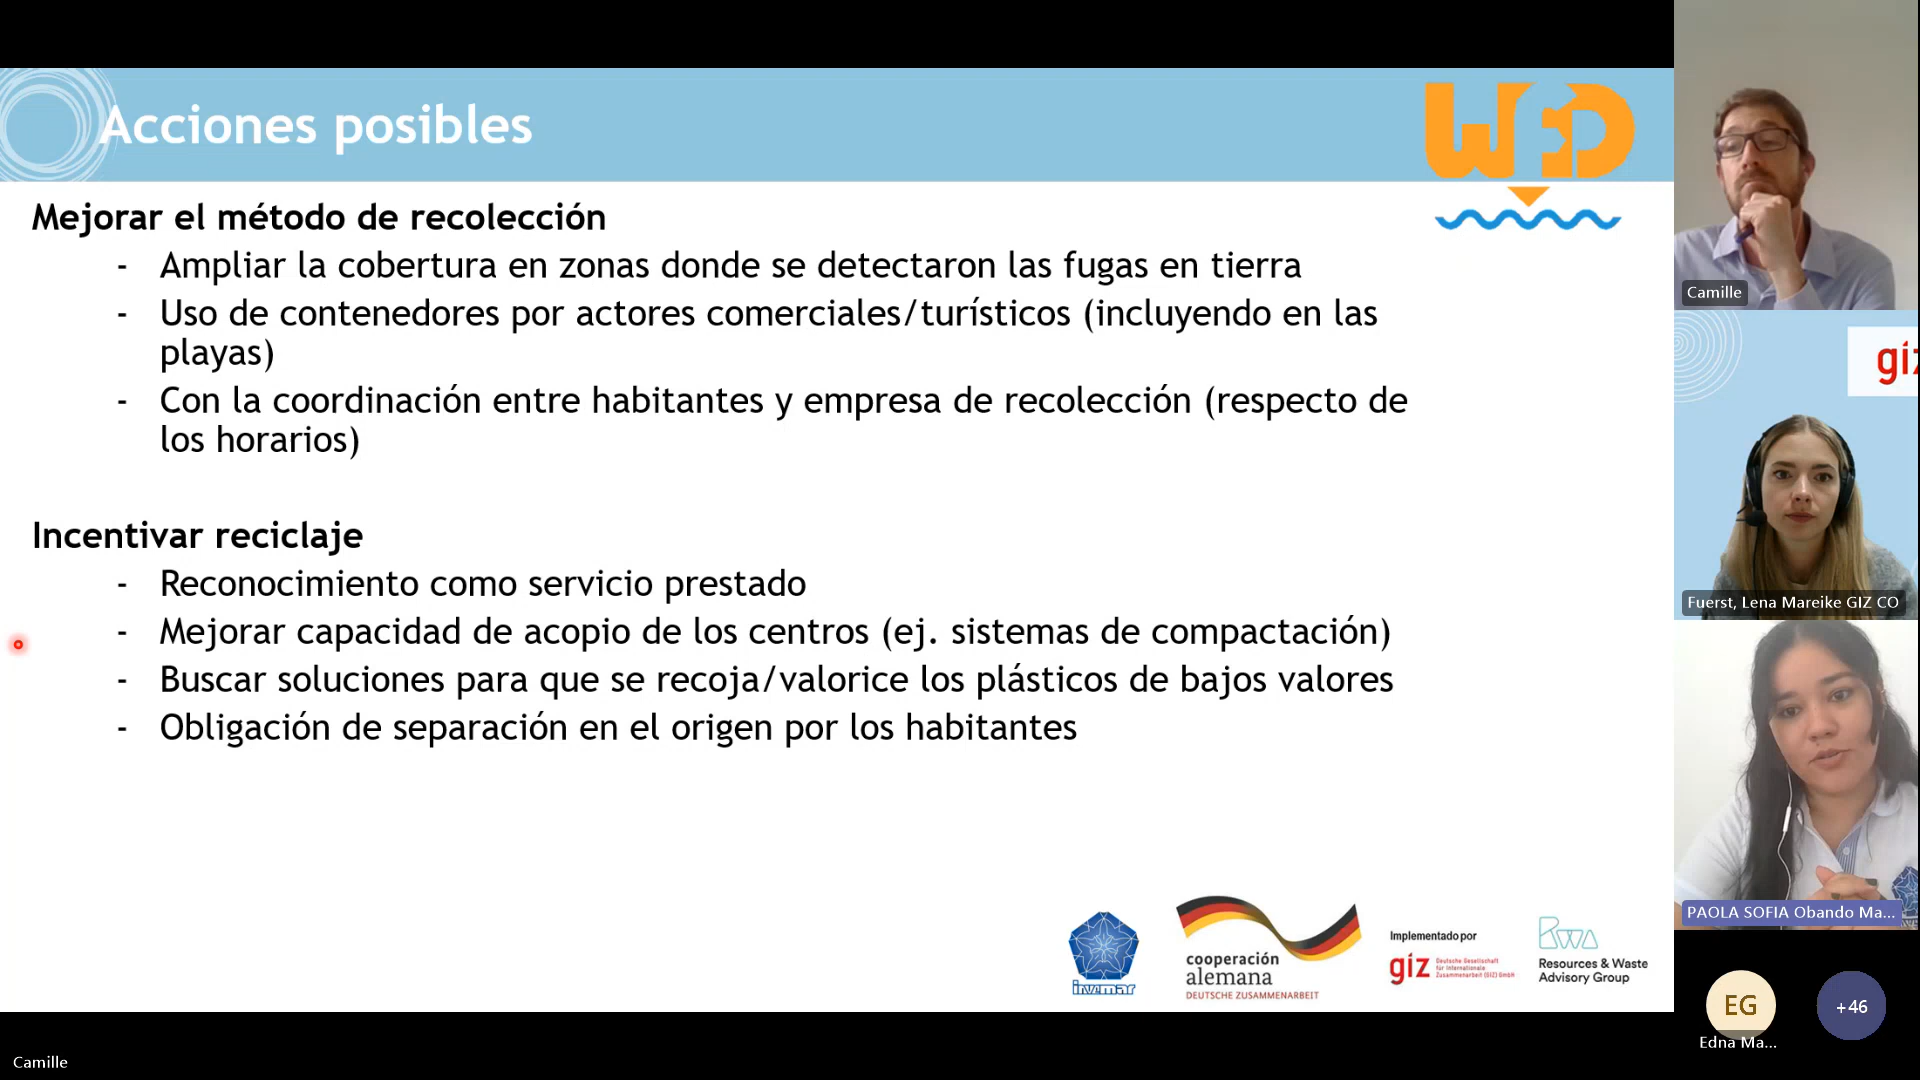 Acciones posibles
WFD
Mejorar el método de recolección
- Ampliar la cobertura en zonas donde se detectaron las fugas en tierra
- Uso de contenedores por actores comerciales/turísticos (incluyendo en las
playas)
- Con la coordinación entre habitantes y empresa de recolección (respecto de
los horarios)
Incentivar reciclaje
- Reconocimiento como servicio prestado
- Mejorar capacidad de acopio de los centros (ej. sistemas de compactación)
- Buscar soluciones para que se recoja/valorice los plásticos de bajos valores
- Obligación de separación en el origen por los habitantes
invemar
cooperación
alemana
DEUTSCHE ZUSAMMENARBEIT
Implementado por
giz Deutsche Gesellschaft
für Internationale
Zusammenarbeit (GIZ) GmbH
RWA
Resources & Waste
Advisory Group
Camille
giz
Fuerst, Lena Mareike GIZ CO
PAOLA SOFIA Obando Ma...
EG
+46
Edna Ma...
Camille